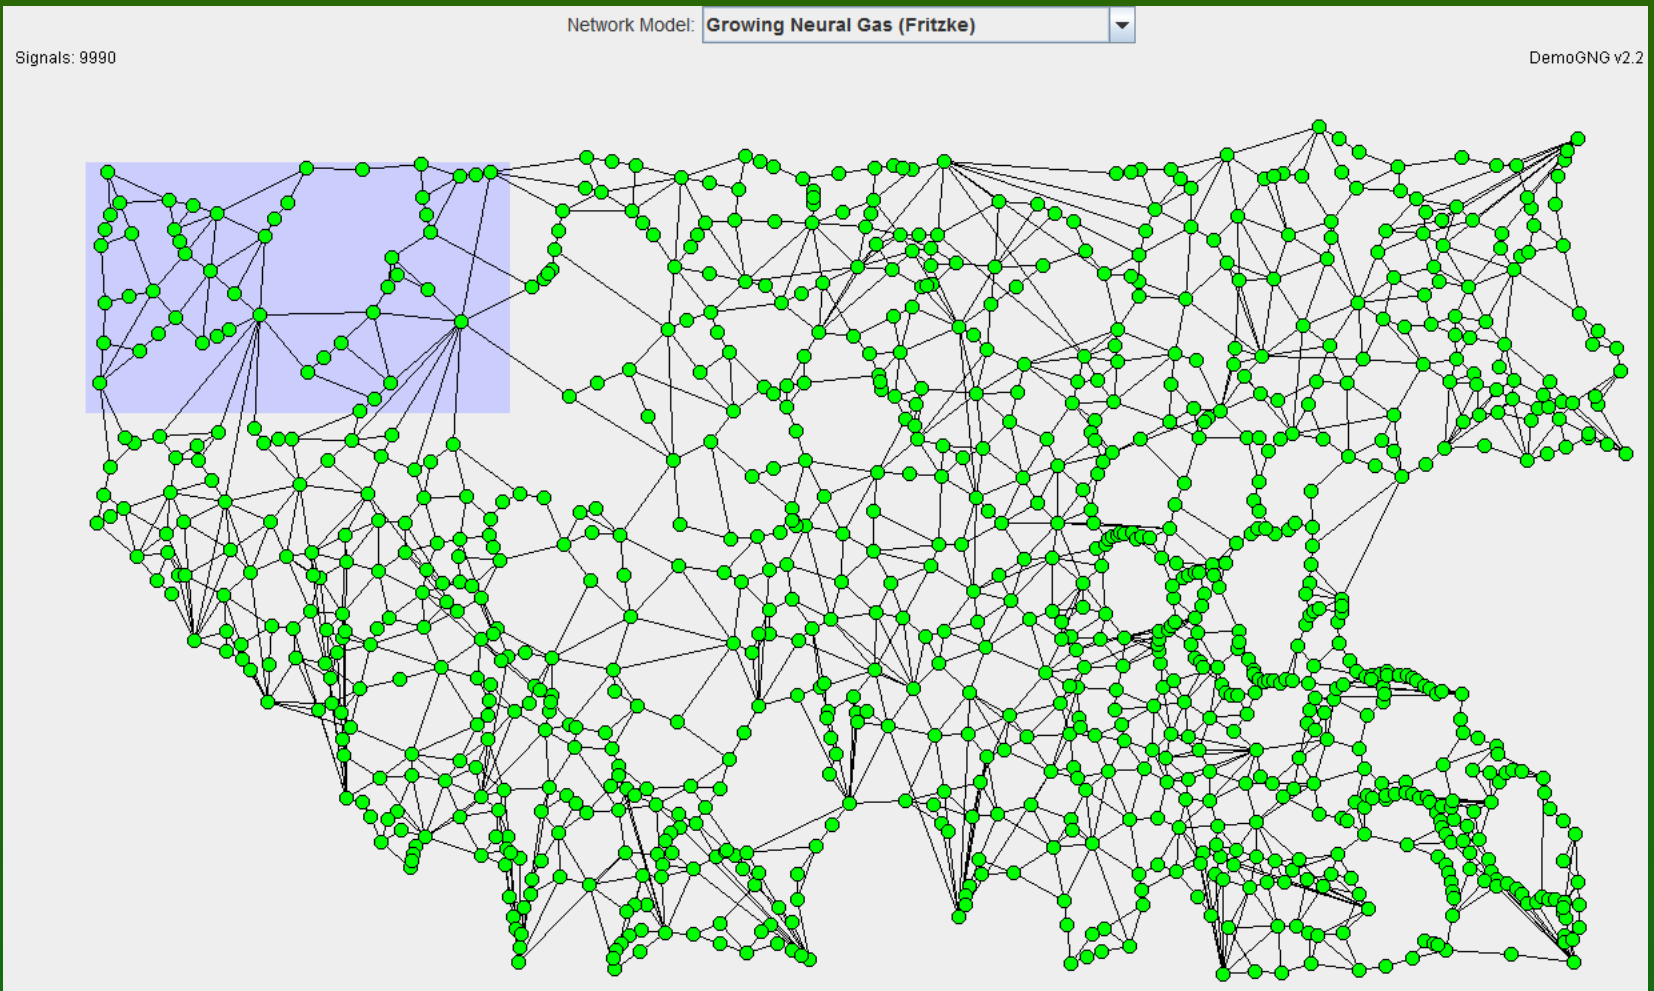 Network Model: Growing Neural Gas (Fritzke)
Signals: 9990
DemoGNG v2.2